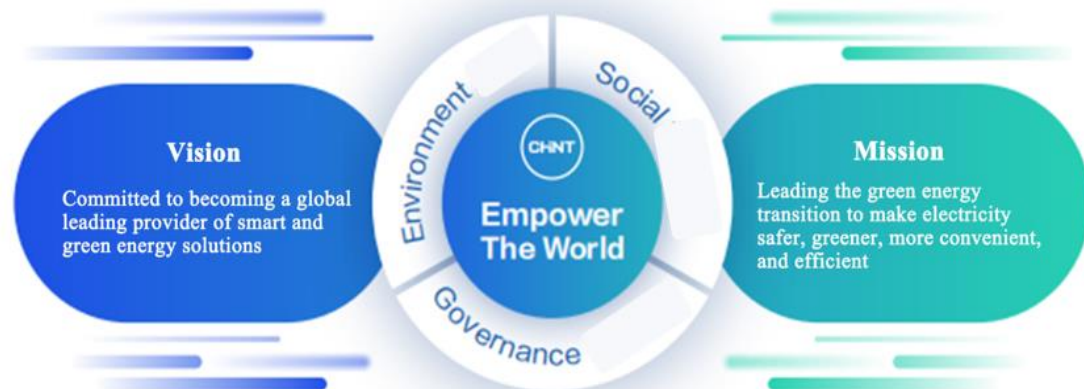 Vision
Committed to becoming a global
leading provider of smart and
green energy solutions
Environment
Social
Governance
CHNT
Empower
The World
Mission
Leading the green energy
transition to make electricity
safer, greener, more convenient,
and efficient